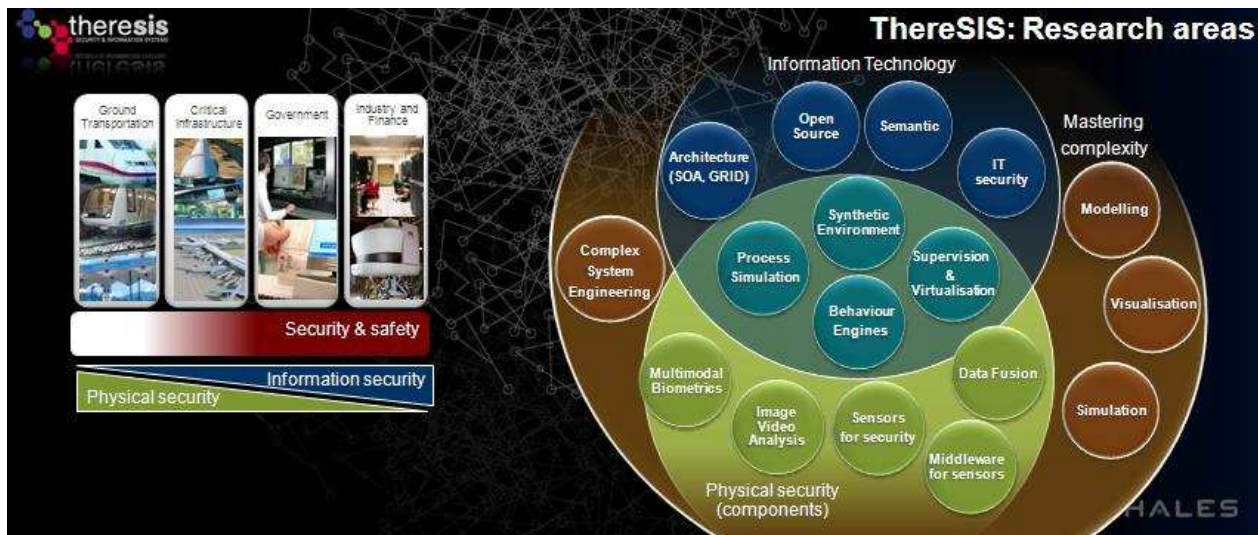 theresis
SECURITY & INFORMATION SYSTEMS
ThereSIS: Research areas
Ground
Transportation
Critical
Infrastructure
Government
Industry and
Finance
Security & safety
Information security
Physical security
Information Technology
Open
Source
Semantic
Architecture
(SOA, GRID)
IT
security
Mastering
complexity
Modelling
Visualisation
Simulation
Complex
System
Engineering
Synthetic
Environment
Process
Simulation
Supervision
&
Virtualisation
Behaviour
Engines
Multimodal
Biometrics
Image
Video
Analysis
Sensors
for security
Data Fusion
Middleware
for sensors
Physical security
(components)
HALES